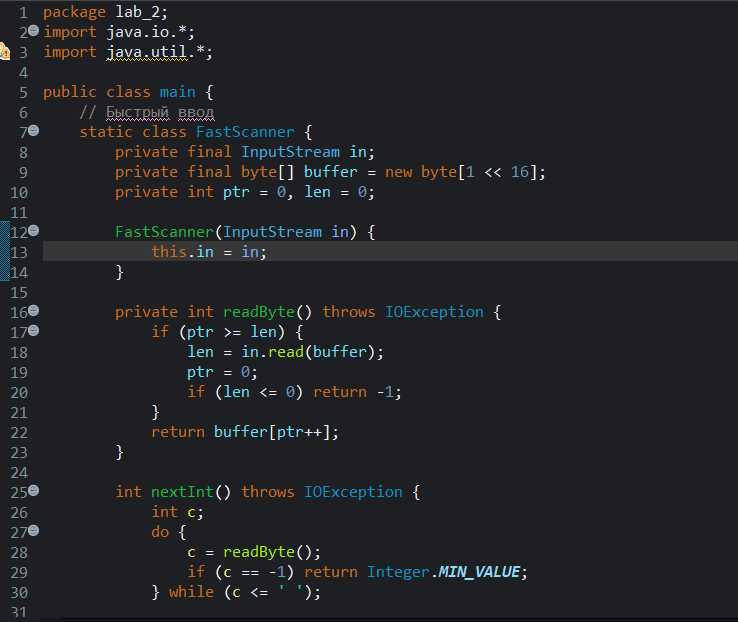 1 package lab_2;
2 import java.io.*;
3 import java.util.*;
4
5 public class main {
6     // Быстрый ввод
7     static class FastScanner {
8         private final InputStream in;
9         private final byte[] buffer = new byte[1 << 16];
10         private int ptr = 0, len = 0;
11
12         FastScanner(InputStream in) {
13             this.in = in;
14         }
15
16         private int readByte() throws IOException {
17             if (ptr >= len) {
18                 len = in.read(buffer);
19                 ptr = 0;
20                 if (len <= 0) return -1;
21             }
22             return buffer[ptr++];
23         }
24
25         int nextInt() throws IOException {
26             int c;
27             do {
28                 c = readByte();
29                 if (c == -1) return Integer.MIN_VALUE;
30             } while (c <= ' ');
31